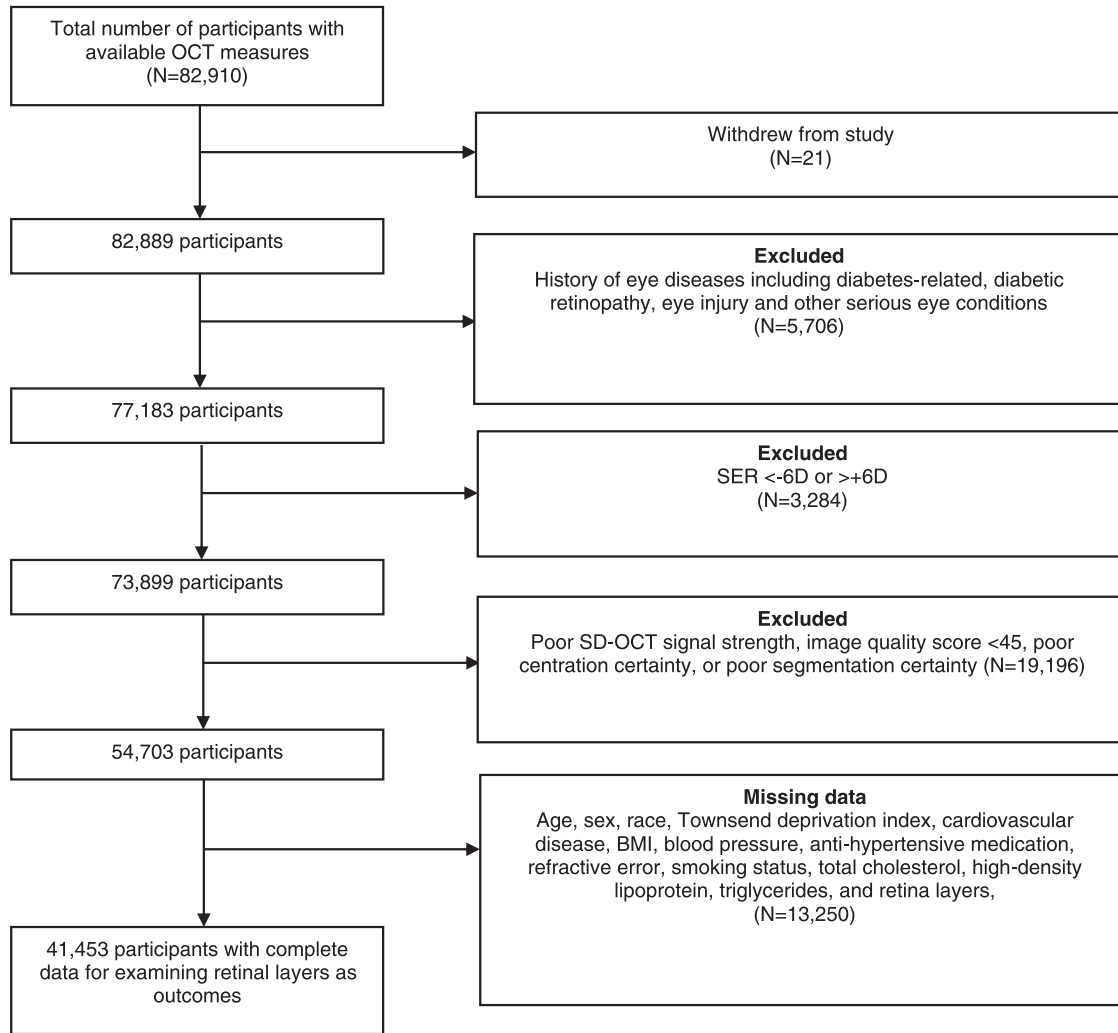 Total number of participants with
available OCT measures
(N=82,910)
Withdrew from study
(N=21)
82,889 participants
Excluded
History of eye diseases including diabetes-related, diabetic
retinopathy, eye injury and other serious eye conditions
(N=5,706)
77,183 participants
Excluded
SER <-6D or >+6D
(N=3,284)
73,899 participants
Excluded
Poor SD-OCT signal strength, image quality score <45, poor
centration certainty, or poor segmentation certainty (N=19,196)
54,703 participants
Missing data
Age, sex, race, Townsend deprivation index, cardiovascular
disease, BMI, blood pressure, anti-hypertensive medication,
refractive error, smoking status, total cholesterol, high-density
lipoprotein, triglycerides, and retina layers,
(N=13,250)
41,453 participants with complete
data for examining retinal layers as
outcomes